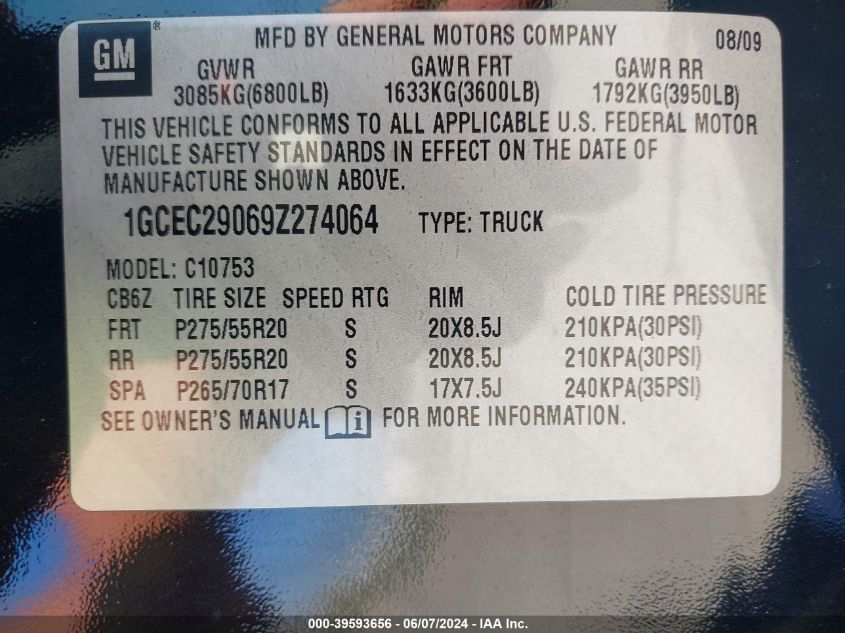 GM ®
MFD BY GENERAL MOTORS COMPANY 08/09
GVWR GAWR FRT GAWR RR
3085KG(6800LB) 1633KG(3600LB) 1792KG(3950LB)
THIS VEHICLE CONFORMS TO ALL APPLICABLE U.S. FEDERAL MOTOR
VEHICLE SAFETY STANDARDS IN EFFECT ON THE DATE OF
MANUFACTURE SHOWN ABOVE.
1GCEC29069Z274064 TYPE: TRUCK
MODEL: C10753
CB6Z TIRE SIZE SPEED RTG RIM COLD TIRE PRESSURE
FRT P275/55R20 S 20X8.5J 210KPA(30PSI)
RR P275/55R20 S 20X8.5J 210KPA(30PSI)
SPA P265/70R17 S 17X7.5J 240KPA(35PSI)
SEE OWNER'S MANUAL i FOR MORE INFORMATION.
000-39593656 - 06/07/2024 - IAA Inc.